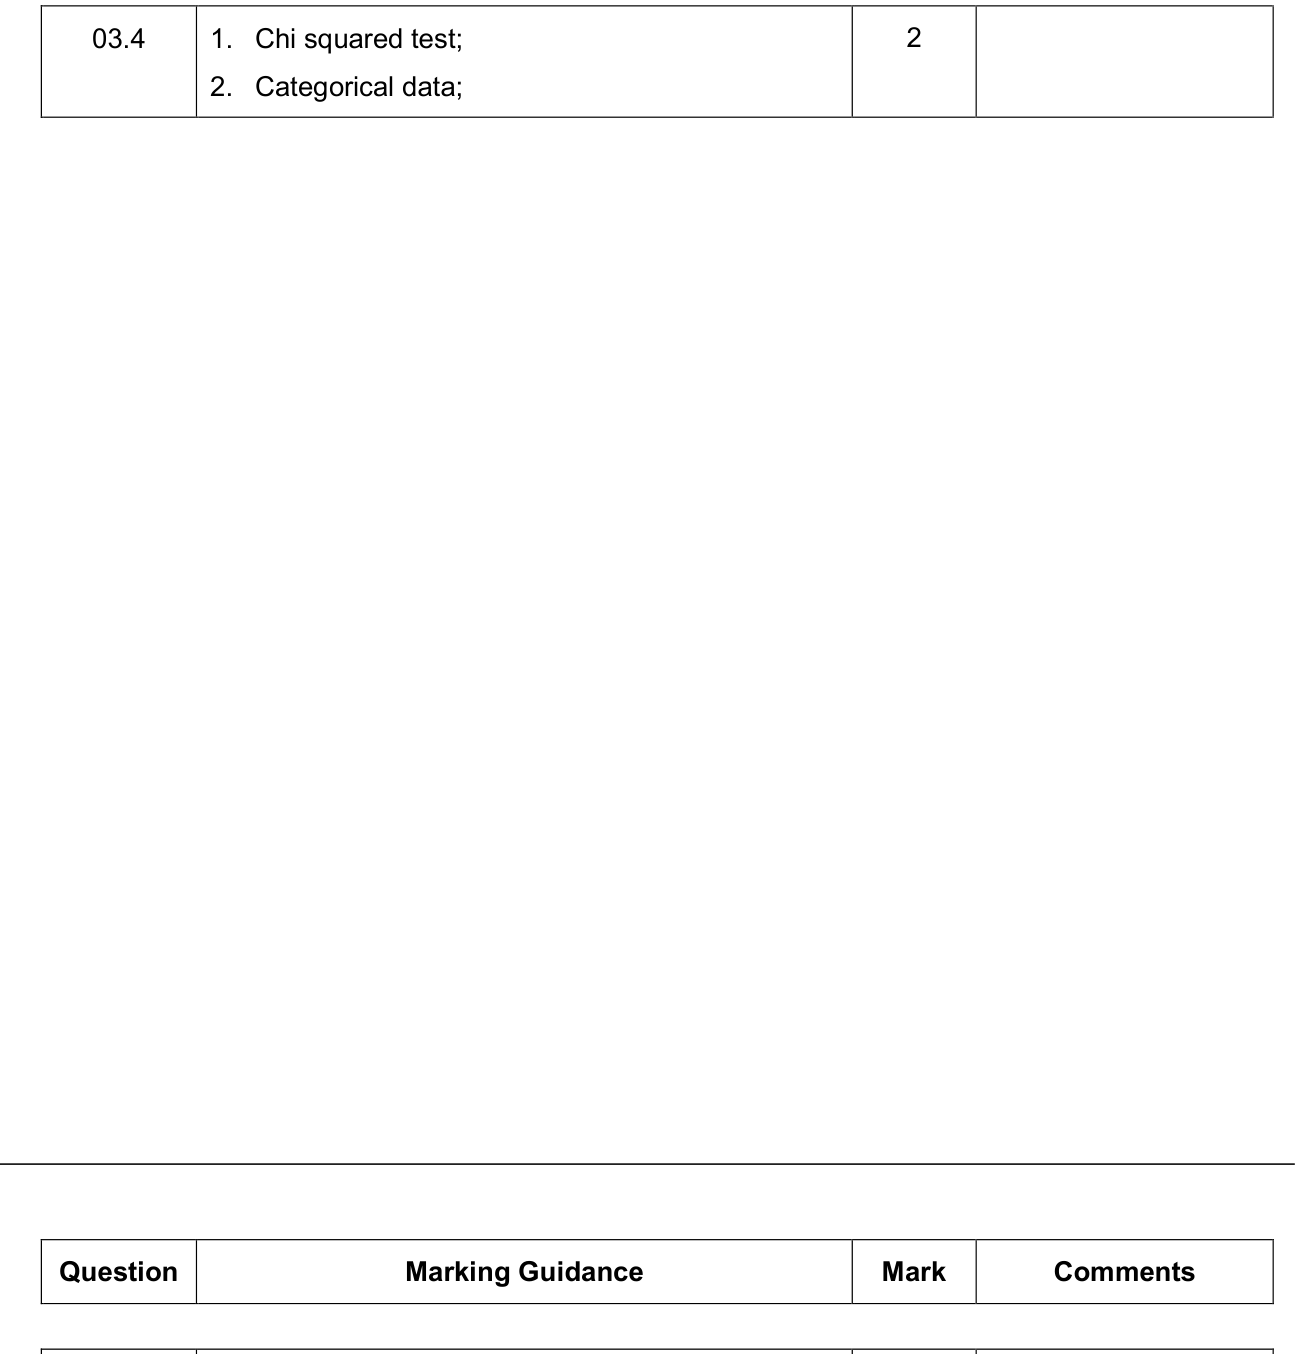 03.4 1. Chi squared test; 2
2. Categorical data;
Question Marking Guidance Mark Comments